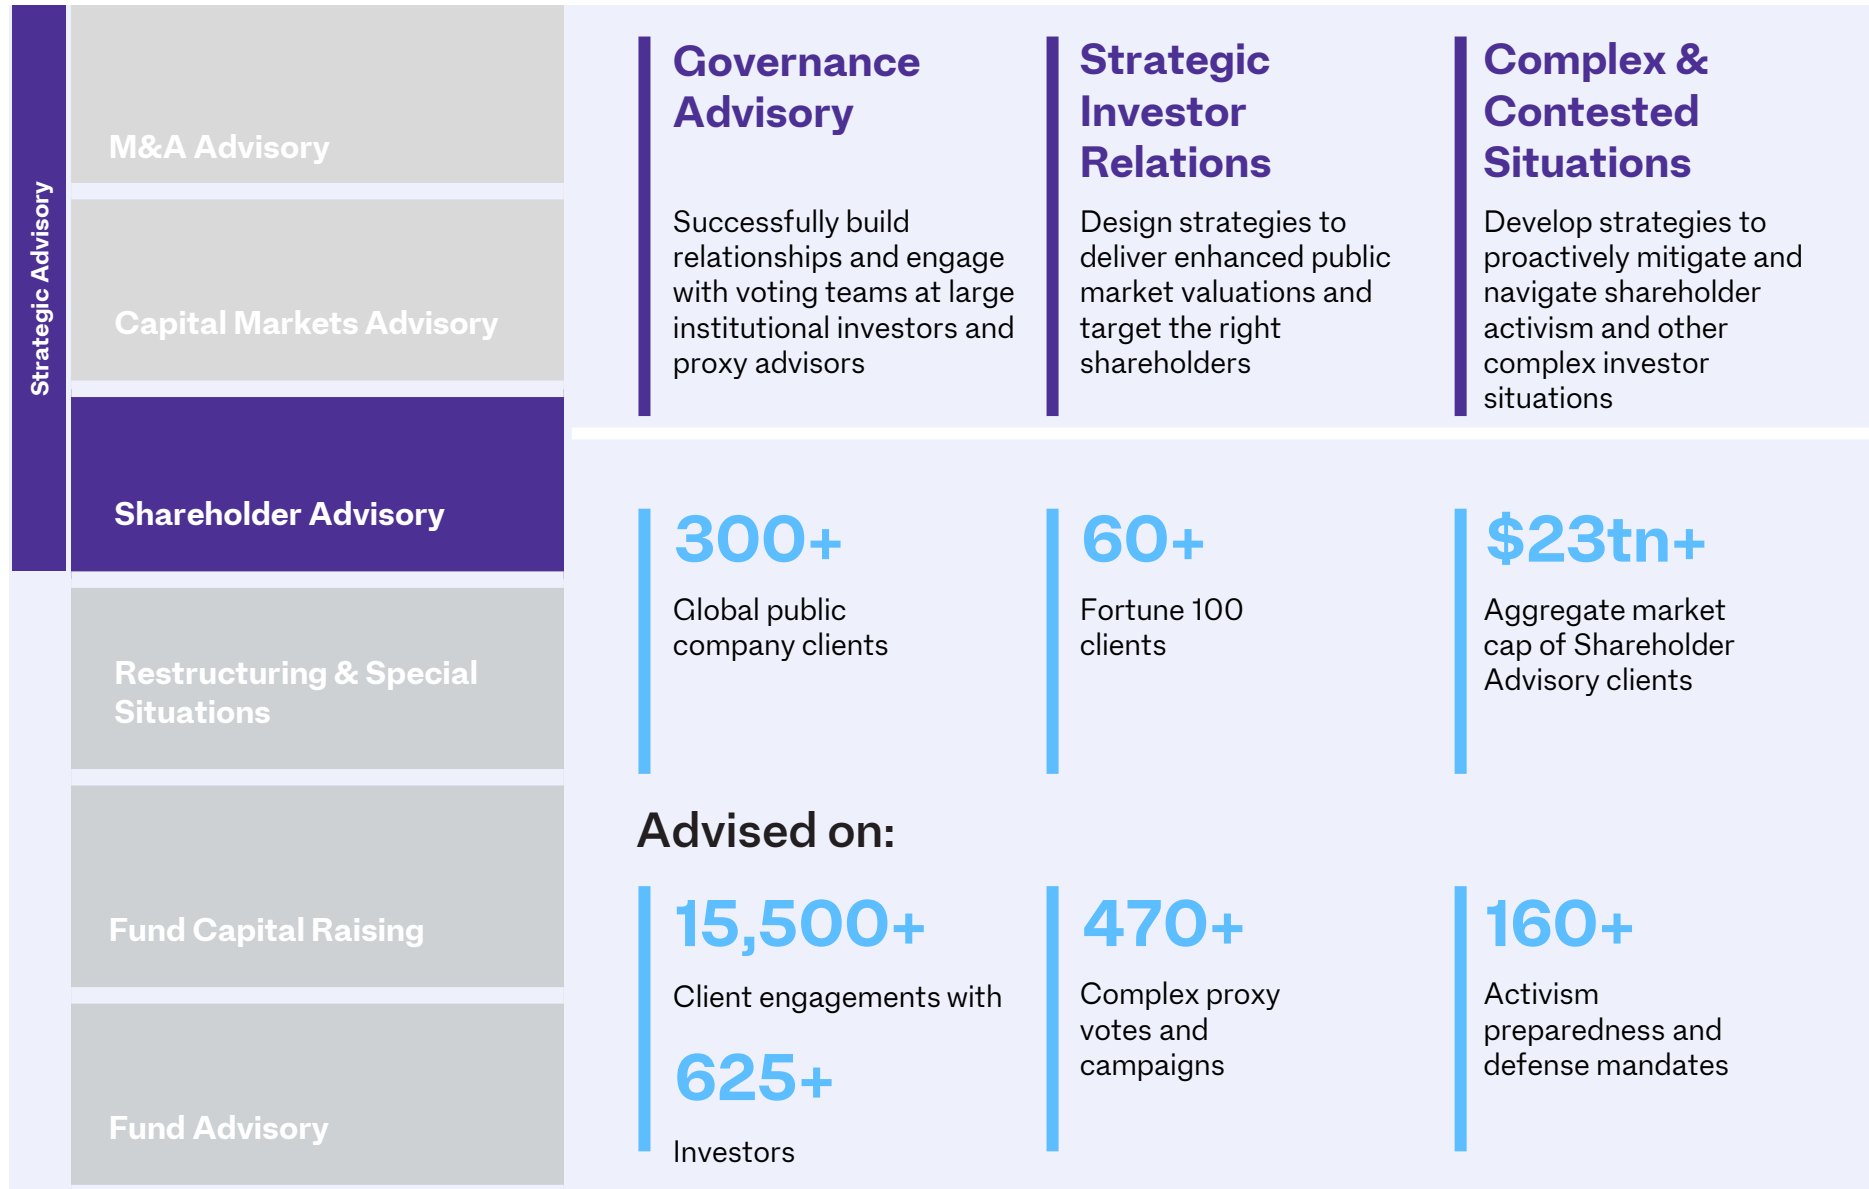 Strategic Advisory
M&A Advisory
Capital Markets Advisory
Shareholder Advisory
Restructuring & Special
Situations
Fund Capital Raising
Fund Advisory
Governance
Advisory
Successfully build
relationships and engage
with voting teams at large
institutional investors and
proxy advisors
Strategic
Investor
Relations
Design strategies to
deliver enhanced public
market valuations and
target the right
shareholders
Complex &
Contested
Situations
Develop strategies to
proactively mitigate and
navigate shareholder
activism and other
complex investor
situations
300+
Global public
company clients
60+
Fortune 100
clients
$23tn+
Aggregate market
cap of Shareholder
Advisory clients
Advised on:
15,500+
Client engagements with
625+
Investors
470+
Complex proxy
votes and
campaigns
160+
Activism
preparedness and
defense mandates